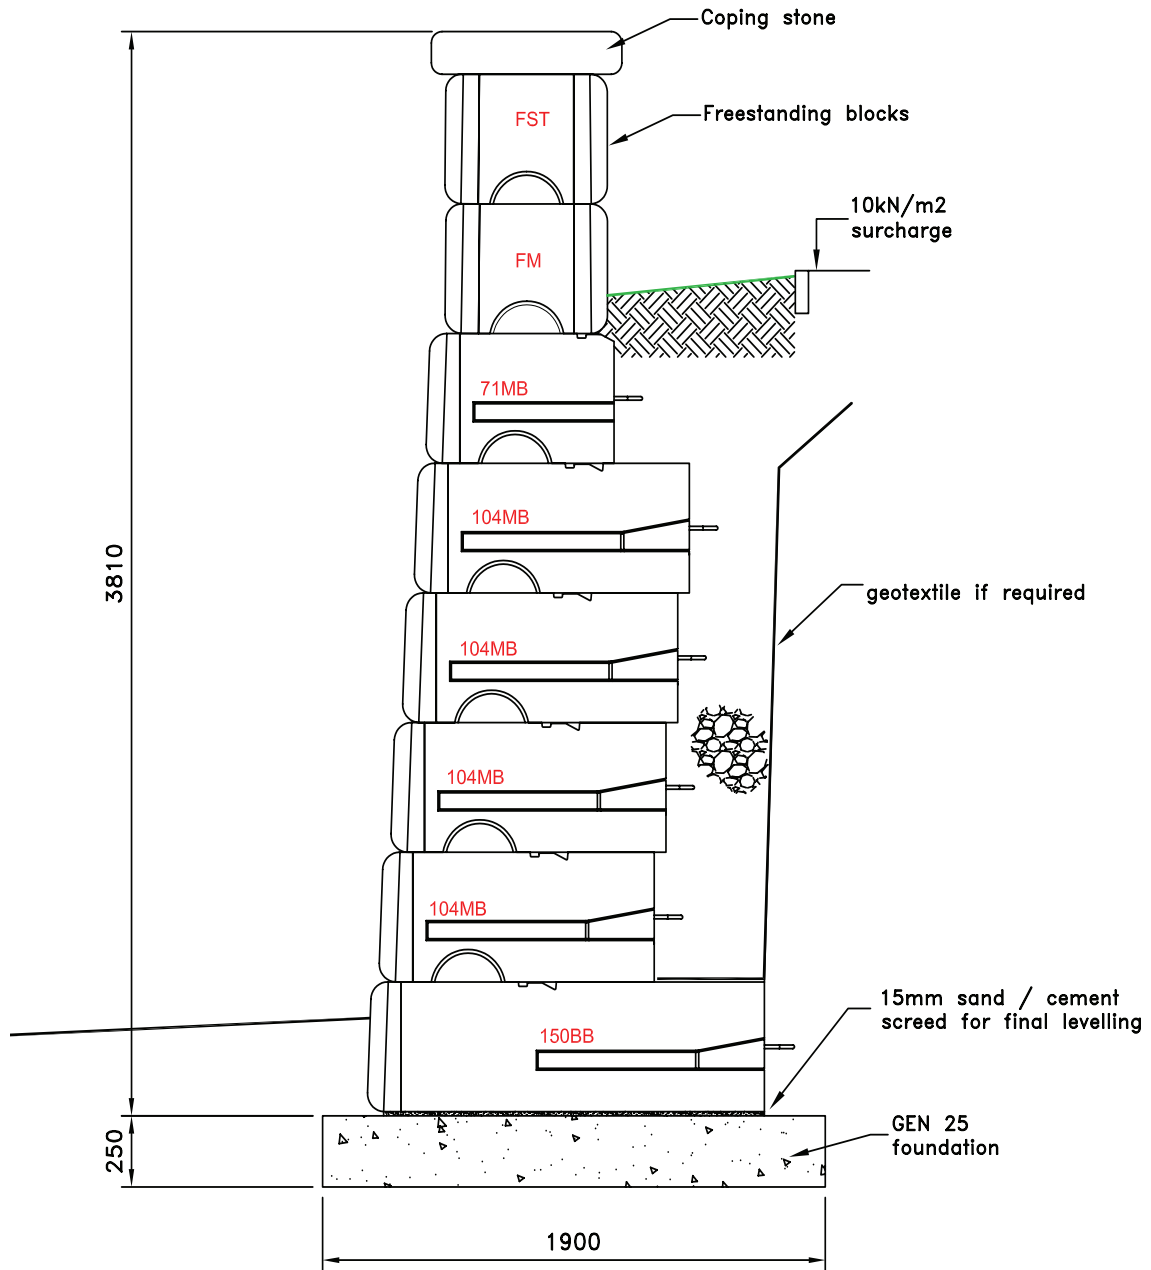 Coping stone
FST
Freestanding blocks
10kN/m2
surcharge
FM
71MB
104MB
3810
geotextile if required
104MB
104MB
104MB
15mm sand / cement
screed for final levelling
150BB
GEN 25
foundation
250
1900